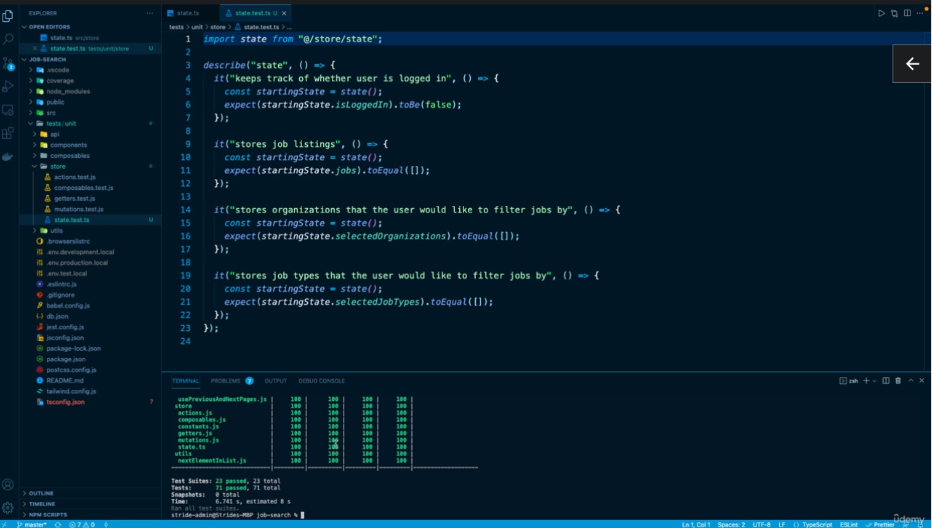 EXPLORER
OPEN EDITORS
state.ts src/store
state.test.ts tests/unit/store U
JOB-SEARCH
.vscode
coverage
node_modules
public
src
tests/unit
api
components
composables
store
actions.test.js
composables.test.js
getters.test.js
mutations.test.js
state.test.ts U
utils
.browserslistrc
.env.development.local
.env.production.local
.env.test.local
.eslintrc.js
.gitignore
babel.config.js
db.json
jest.config.js
jsconfig.json
package-lock.json
package.json
postcss.config.js
README.md
tailwind.config.js
tsconfig.json 7
OUTLINE
TIMELINE
NPM SCRIPTS
state.ts
state.test.ts U
tests > unit > store > state.test.ts > ...
1 import state from "@/store/state";
2
3 describe("state", () => {
4 it("keeps track of whether user is logged in", () => {
5 const startingState = state();
6 expect(startingState.isLoggedIn).toBe(false);
7 });
8
9 it("stores job listings", () => {
10 const startingState = state();
11 expect(startingState.jobs).toEqual([]);
12 });
13
14 it("stores organizations that the user would like to filter jobs by", () => {
15 const startingState = state();
16 expect(startingState.selectedOrganizations).toEqual([]);
17 });
18
19 it("stores job types that the user would like to filter jobs by", () => {
20 const startingState = state();
21 expect(startingState.selectedJobTypes).toEqual([]);
22 });
23 });
24
TERMINAL PROBLEMS 7 OUTPUT DEBUG CONSOLE
zsh
usePreviousAndNextPages.js | 100 | 100 | 100 | 100 |
store | 100 | 100 | 100 | 100 |
actions.js | 100 | 100 | 100 | 100 |
composables.js | 100 | 100 | 100 | 100 |
constants.js | 100 | 100 | 100 | 100 |
getters.js | 100 | 100 | 100 | 100 |
mutations.js | 100 | 100 | 100 | 100 |
state.ts | 100 | 100 | 100 | 100 |
utils | 100 | 100 | 100 | 100 |
nextElementInList.js | 100 | 100 | 100 | 100 |
Test Suites: 23 passed, 23 total
Tests: 71 passed, 71 total
Snapshots: 0 total
Time: 6.741 s, estimated 8 s
Ran all test suites.
stride-admin@Strides-MBP job-search %
master* 7 0
Ln 1, Col 1 Spaces: 2 UTF-8 LF {} TypeScript ESLint Prettier
Udemy